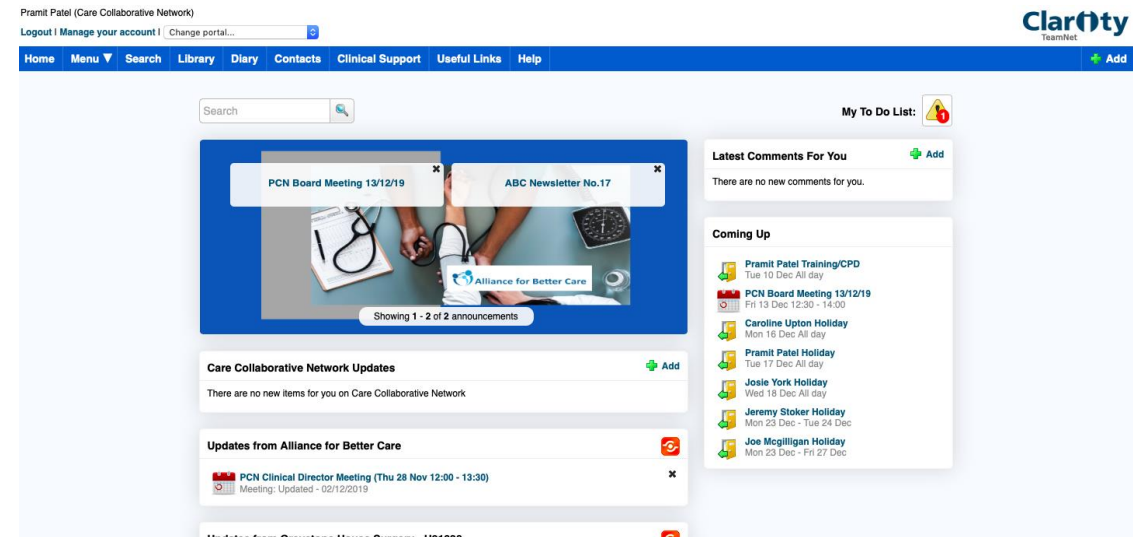 Pramit Patel (Care Collaborative Network)
Logout | Manage your account | Change portal...
Clarity
TeamNet
Home Menu ▼ Search Library Diary Contacts Clinical Support Useful Links Help Add
Search
My To Do List: 1
PCN Board Meeting 13/12/19
ABC Newsletter No.17
Alliance for Better Care
Showing 1 - 2 of 2 announcements
Care Collaborative Network Updates Add
There are no new items for you on Care Collaborative Network
Updates from Alliance for Better Care
PCN Clinical Director Meeting (Thu 28 Nov 12:00 - 13:30)
Meeting: Updated - 02/12/2019
Latest Comments For You Add
There are no new comments for you.
Coming Up
Pramit Patel Training/CPD
Tue 10 Dec All day
PCN Board Meeting 13/12/19
Fri 13 Dec 12:30 - 14:00
Caroline Upton Holiday
Mon 16 Dec All day
Pramit Patel Holiday
Tue 17 Dec All day
Josie York Holiday
Wed 18 Dec All day
Jeremy Stoker Holiday
Mon 23 Dec - Tue 24 Dec
Joe Mcgilligan Holiday
Mon 23 Dec - Fri 27 Dec